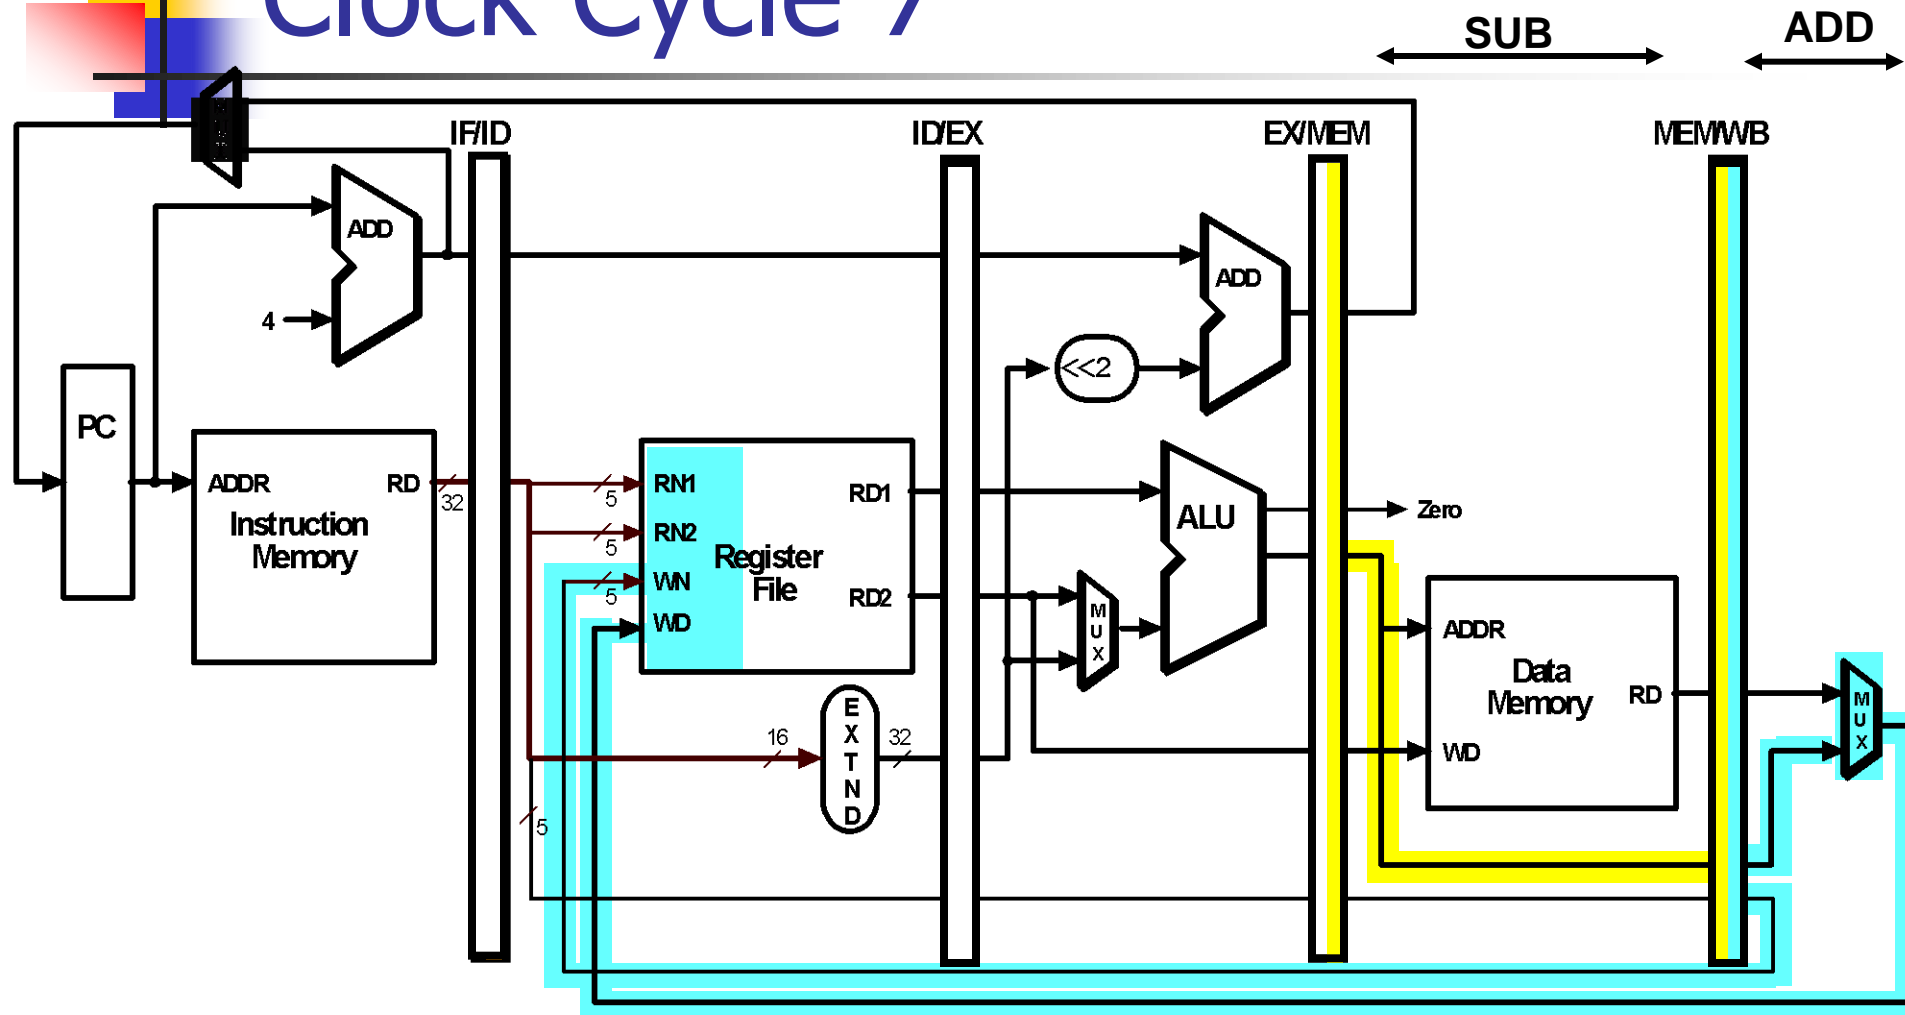 Clock Cycle 7
SUB
ADD
IF/ID
ID/EX
EX/MEM
MEM/WB
ADD
ADD
4
<<2
PC
ADDR
RD
32
Instruction
Memory
5
RN1
5
RN2
5
WN
WD
Register
File
RD1
RD2
ALU
Zero
M
U
X
ADDR
Data
Memory
RD
WD
M
U
X
16
E
X
T
N
D
32
5